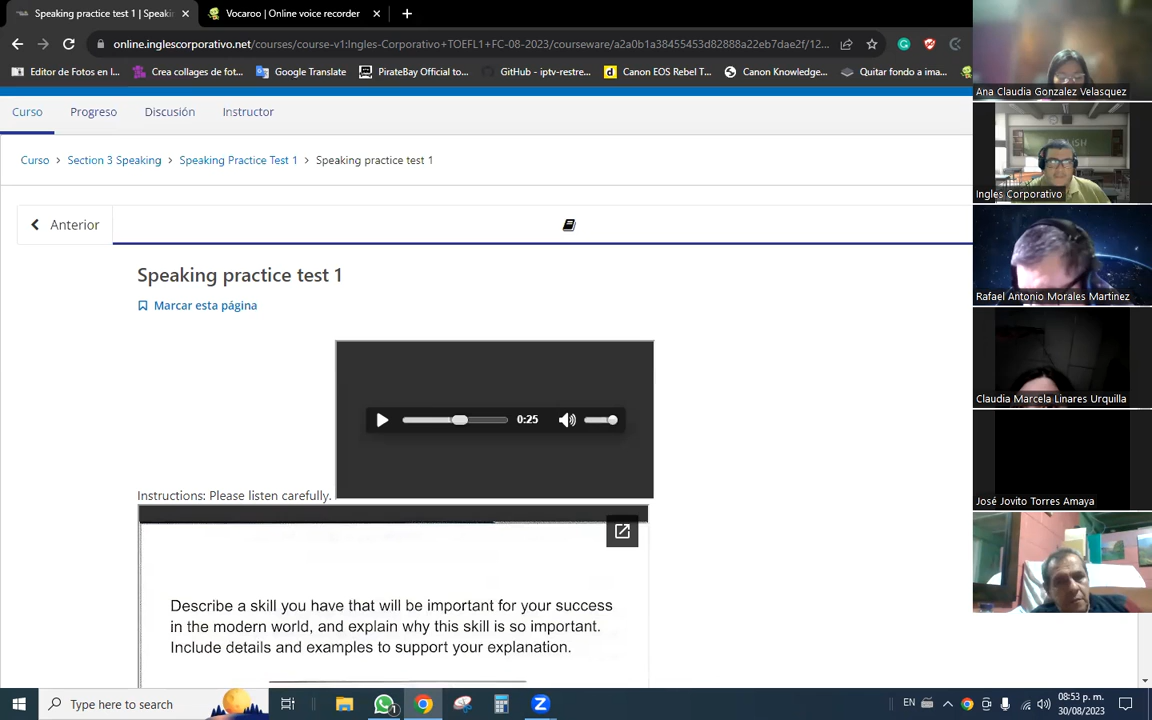 Speaking practice test 1 | Speakin
Vocaroo | Online voice recorder
online.inglescorporativo.net/courses/course-v1:Ingles-Corporativo+TOEFL1+FC-08-2023/courseware/a2a0b1a38455453d82888a22eb7dae2f/12...
Editor de Fotos en l...
Crea collages de fot...
Google Translate
PirateBay Official to...
GitHub - iptv-restre...
Canon EOS Rebel T...
Canon Knowledge...
Quitar fondo a ima...
Curso
Progreso
Discusión
Instructor
Curso > Section 3 Speaking > Speaking Practice Test 1 > Speaking practice test 1
Anterior
Speaking practice test 1
Marcar esta página
0:25
Instructions: Please listen carefully.
Describe a skill you have that will be important for your success
in the modern world, and explain why this skill is so important.
Include details and examples to support your explanation.
Ana Claudia Gonzalez Velasquez
Ingles Corporativo
Rafael Antonio Morales Martinez
Claudia Marcela Linares Urquilla
José Jovito Torres Amaya
Type here to search
1
EN
08:53 p. m.
30/08/2023